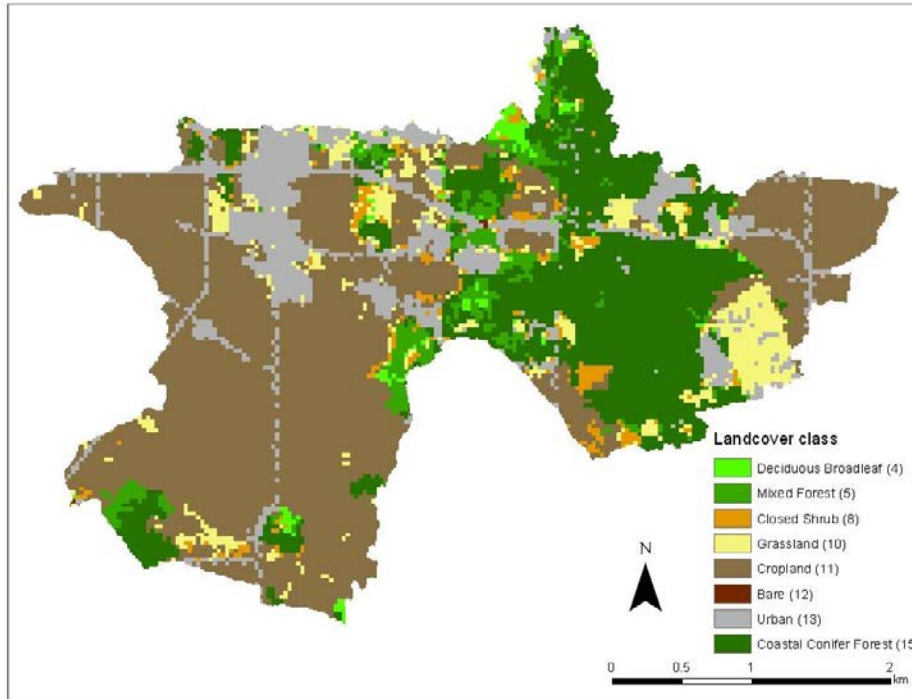 Landcover class
Deciduous Broadleaf (4)
Mixed Forest (5)
Closed Shrub (8)
Grassland (10)
Cropland (11)
Bare (12)
Urban (13)
Coastal Conifer Forest (15
N
0 0.5 1 2
km